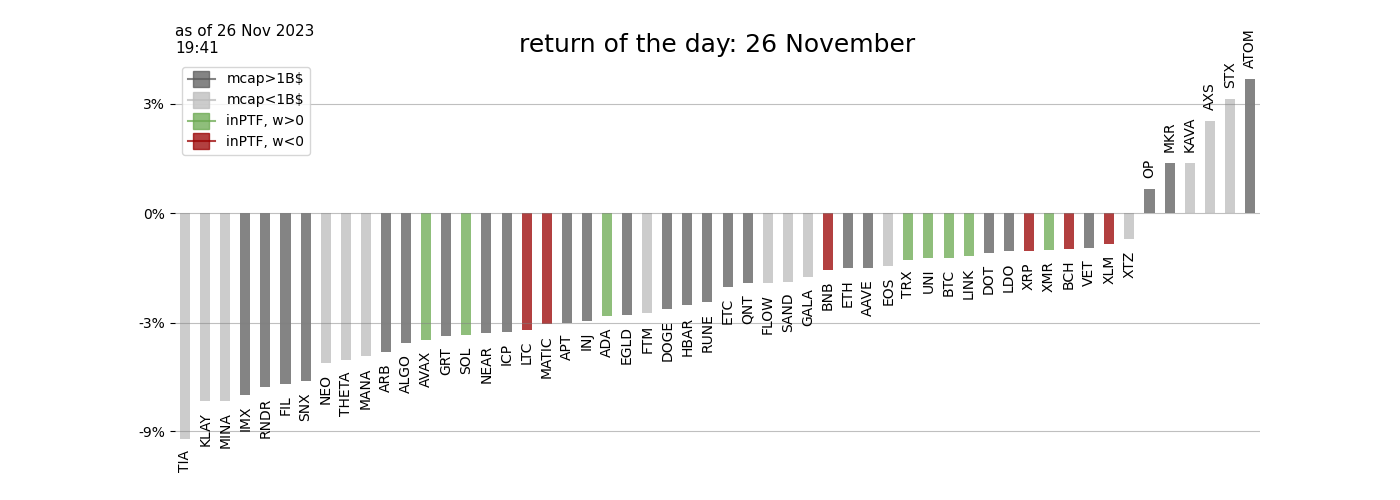 as of 26 Nov 2023
19:41
return of the day: 26 November
mcap>1B$
mcap<1B$
inPTF, w>0
inPTF, w<0
3%
0%
-3%
-9%
TIA
KLAY
MINA
IMX
RNDR
FIL
SNX
NEO
THETA
MANA
ARB
ALGO
AVAX
GRT
SOL
NEAR
ICP
LTC
MATIC
APT
INJ
ADA
EGLD
FTM
DOGE
HBAR
RUNE
ETC
QNT
FLOW
SAND
GALA
BNB
ETH
AAVE
EOS
TRX
UNI
BTC
LINK
DOT
LDO
XRP
XMR
BCH
VET
XLM
XTZ
OP
MKR
KAVA
AXS
STX
ATOM